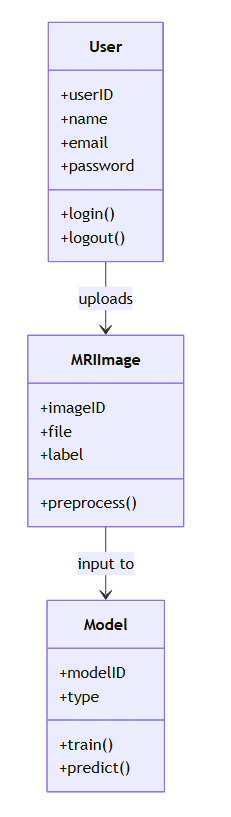 User
+userID
+name
+email
+password
+login()
+logout()
uploads
MRIImage
+imageID
+file
+label
+preprocess()
input to
Model
+modelID
+type
+train()
+predict()